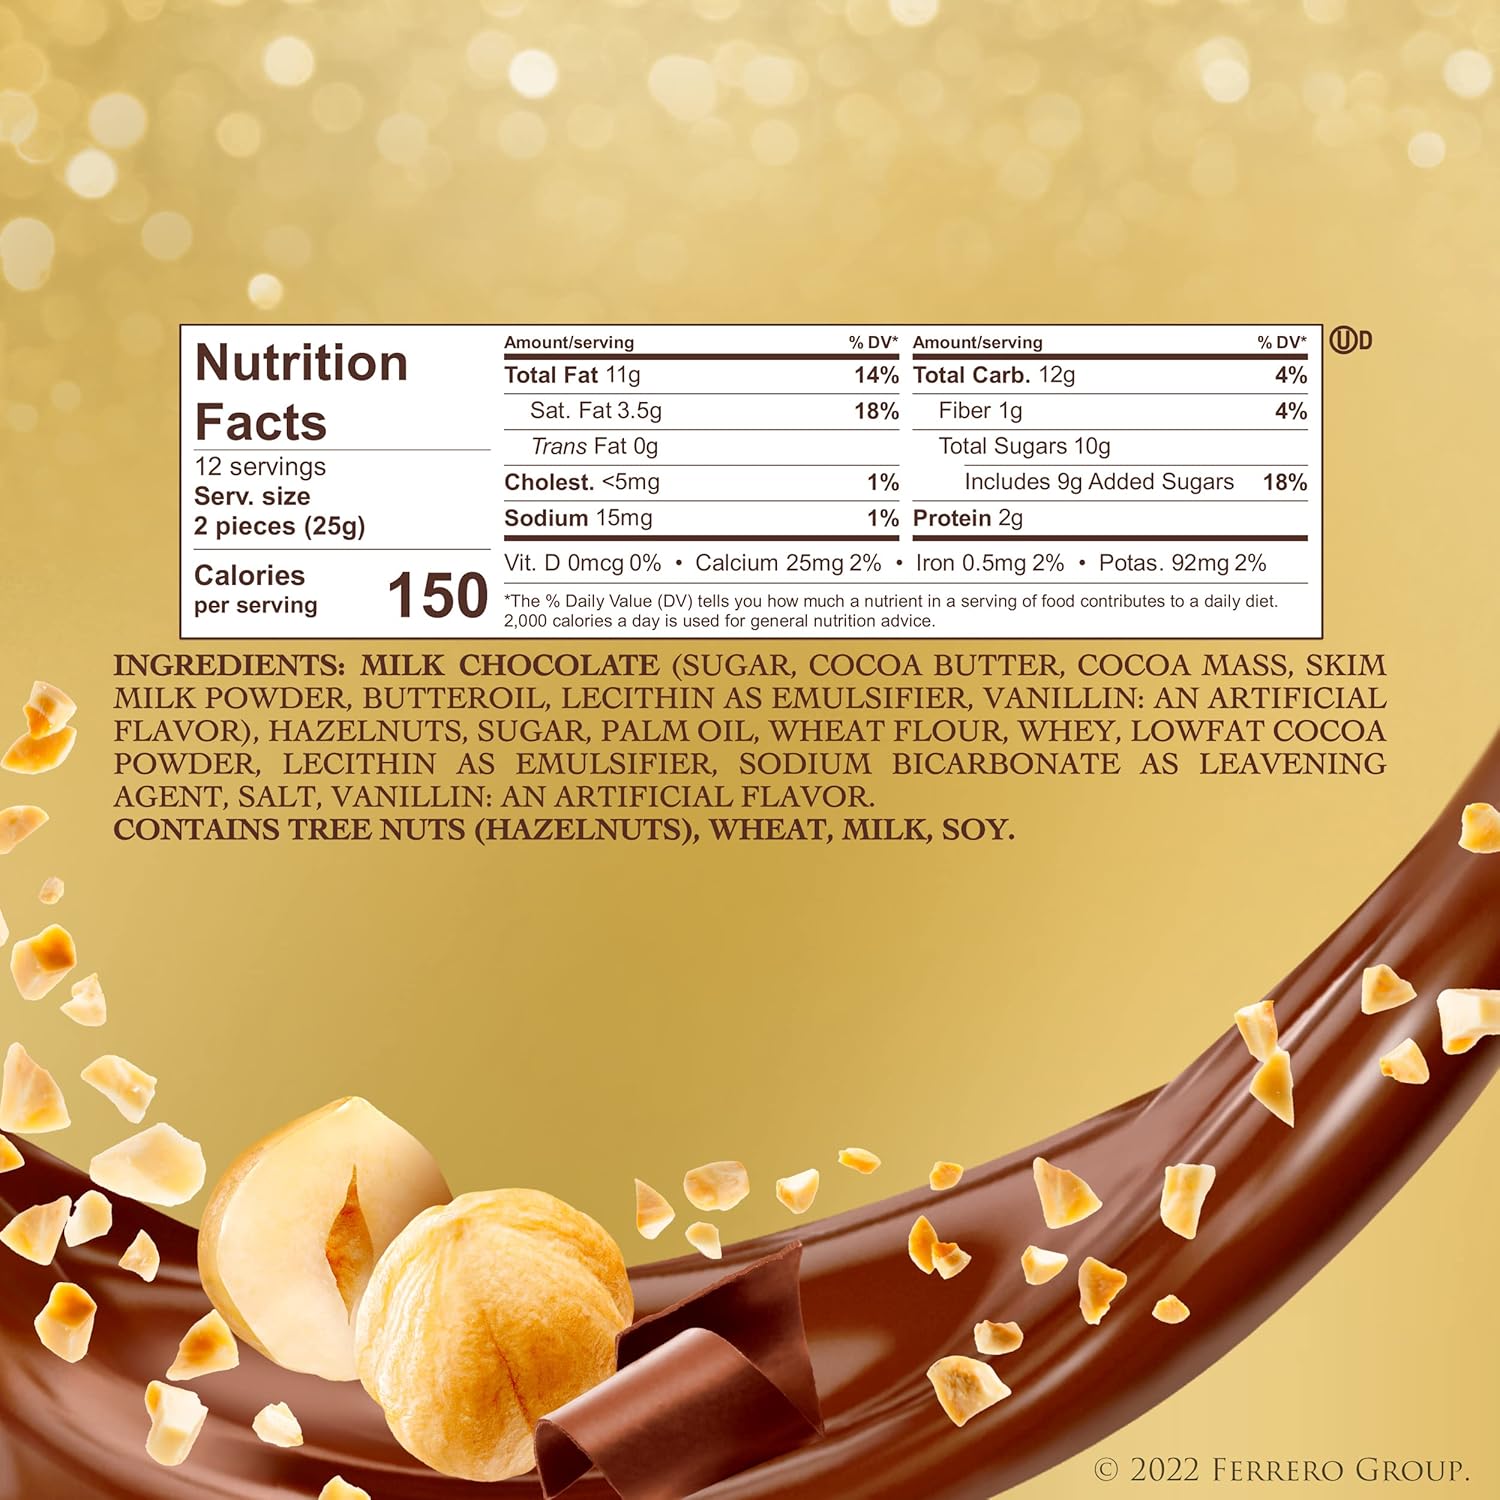 Nutrition
Facts
12 servings
Serv. size
2 pieces (25g)
Calories
per serving 150
Amount/serving % DV*
Total Fat 11g 14%
Sat. Fat 3.5g 18%
Trans Fat 0g
Cholest. <5mg 1%
Sodium 15mg 1%
Amount/serving % DV*
Total Carb. 12g 4%
Fiber 1g 4%
Total Sugars 10g
Includes 9g Added Sugars 18%
Protein 2g
Vit. D 0mcg 0% • Calcium 25mg 2% • Iron 0.5mg 2% • Potas. 92mg 2%
*The % Daily Value (DV) tells you how much a nutrient in a serving of food contributes to a daily diet.
2,000 calories a day is used for general nutrition advice.
UD
INGREDIENTS: MILK CHOCOLATE (SUGAR, COCOA BUTTER, COCOA MASS, SKIM
MILK POWDER, BUTTEROIL, LECITHIN AS EMULSIFIER, VANILLIN: AN ARTIFICIAL
FLAVOR), HAZELNUTS, SUGAR, PALM OIL, WHEAT FLOUR, WHEY, LOWFAT COCOA
POWDER, LECITHIN AS EMULSIFIER, SODIUM BICARBONATE AS LEAVENING
AGENT, SALT, VANILLIN: AN ARTIFICIAL FLAVOR.
CONTAINS TREE NUTS (HAZELNUTS), WHEAT, MILK, SOY.
© 2022 FERRERO GROUP.